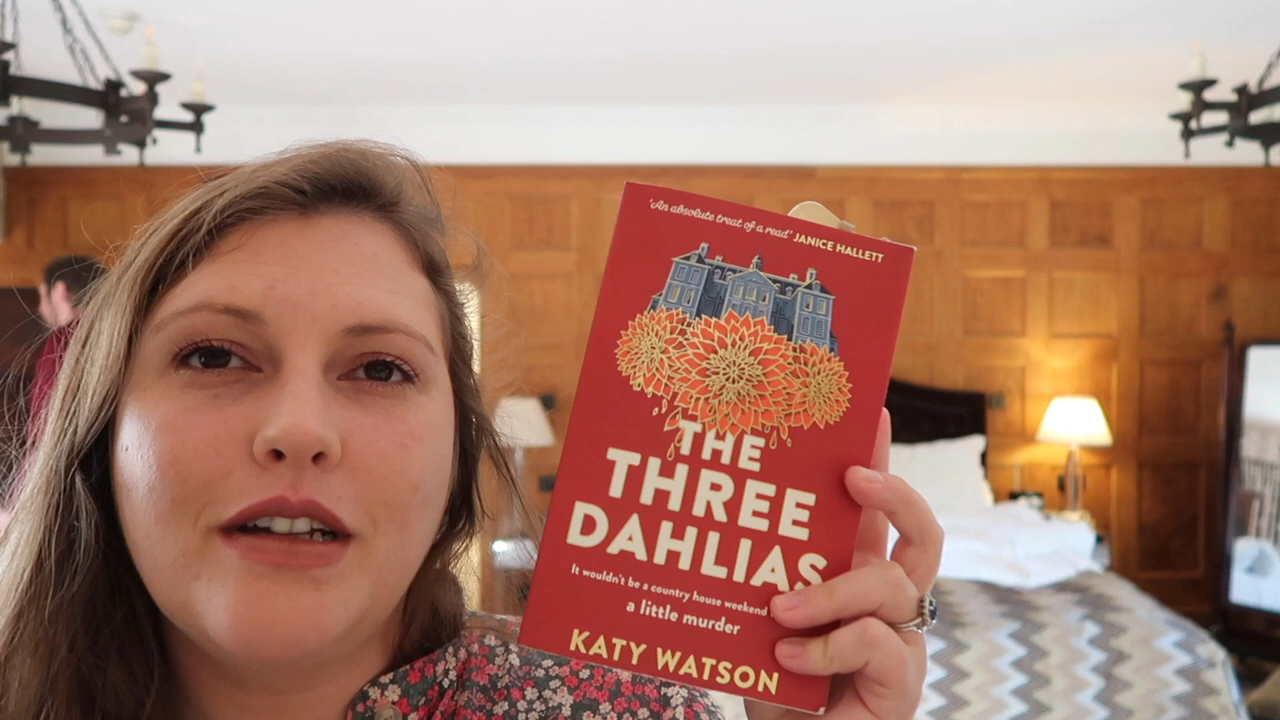 'An absolute treat of a read' JANICE HALLETT
THE
THREE
DAHLIAS
It wouldn't be a country house weekend
a little murder
KATY WATSON